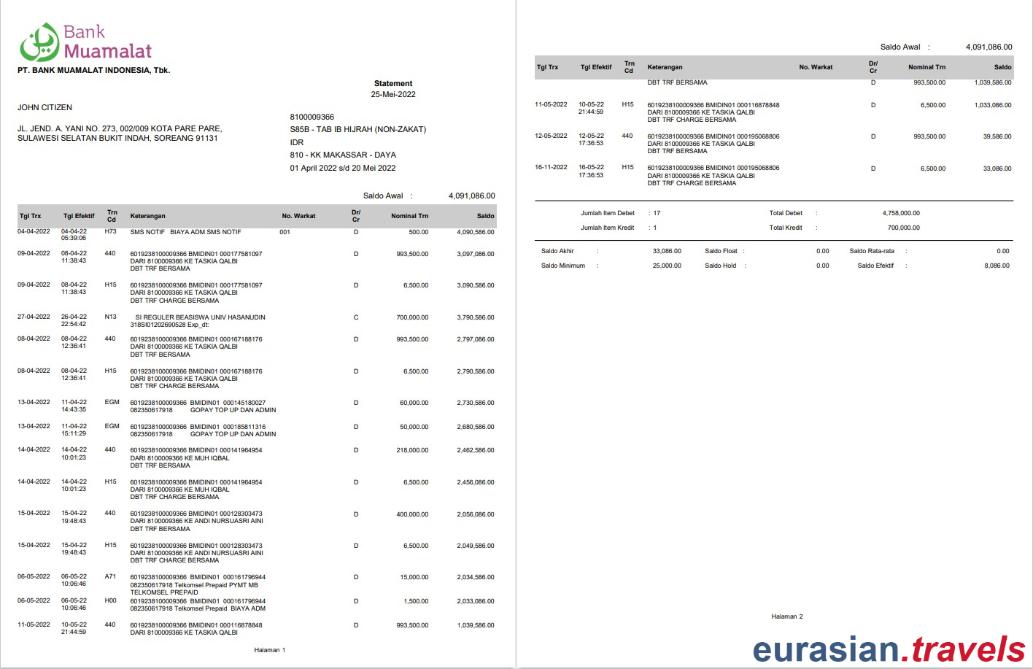 Bank
Muamalat
PT. BANK MUAMALAT INDONESIA, Tbk.
Statement
25-Mei-2022
JOHN CITIZEN
JL. JEND. A. YANI NO. 273, 002/009 KOTA PARE PARE,
SULAWESI SELATAN BUKIT INDAH, SOREANG 91131
8100009366
S85B - TAB IB HIJRAH (NON-ZAKAT)
IDR
810 - KK MAKASSAR - DAYA
01 April 2022 s/d 20 Mei 2022
Saldo Awal : 4,091,086.00
Tgl Trx Tgl Efektif Trn Cd Keterangan No. Warkat Dr/ Cr Nominal Trn Saldo
04-04-2022 04-04-22 H73 SMS NOTIF BIAYA ADM SMS NOTIF 001 D 500.00 4,090,586.00
05:39:06
09-04-2022 08-04-22 440 6019238100009366 BMIDIN01 000177581097 D 993,500.00 3,097,086.00
11:38:43 DARI 8100009366 KE TASKIA QALBI
DBT TRF BERSAMA
09-04-2022 08-04-22 H15 6019238100009366 BMIDIN01 000177581097 D 6,500.00 3,090,586.00
11:38:43 DARI 8100009366 KE TASKIA QALBI
DBT TRF CHARGE BERSAMA
27-04-2022 26-04-22 N13 SI REGULER BEASISWA UNIV HASANUDIN C 700,000.00 3,790,586.00
22:54:42 318SI01202690528 Exp_dt:
08-04-2022 08-04-22 440 6019238100009366 BMIDIN01 000167188176 D 993,500.00 2,797,086.00
12:36:41 DARI 8100009366 KE TASKIA QALBI
DBT TRF BERSAMA
08-04-2022 08-04-22 H15 6019238100009366 BMIDIN01 000167188176 D 6,500.00 2,790,586.00
12:36:41 DARI 8100009366 KE TASKIA QALBI
DBT TRF CHARGE BERSAMA
13-04-2022 11-04-22 EGM 6019238100009366 BMIDIN01 000145180027 D 60,000.00 2,730,586.00
14:43:35 082350617918 GOPAY TOP UP DAN ADMIN
13-04-2022 11-04-22 EGM 6019238100009366 BMIDIN01 000185811316 D 50,000.00 2,680,586.00
15:11:29 082350617918 GOPAY TOP UP DAN ADMIN
14-04-2022 14-04-22 440 6019238100009366 BMIDIN01 000141964954 D 218,000.00 2,462,586.00
10:01:23 DARI 8100009366 KE MUH IQBAL
DBT TRF BERSAMA
14-04-2022 14-04-22 H15 6019238100009366 BMIDIN01 000141964954 D 6,500.00 2,456,086.00
10:01:23 DARI 8100009366 KE MUH IQBAL
DBT TRF CHARGE BERSAMA
15-04-2022 15-04-22 440 6019238100009366 BMIDIN01 000128303473 D 400,000.00 2,056,086.00
19:48:43 DARI 8100009366 KE ANDI NURSUASRI AINI
DBT TRF BERSAMA
15-04-2022 15-04-22 H15 6019238100009366 BMIDIN01 000128303473 D 6,500.00 2,049,586.00
19:48:43 DARI 8100009366 KE ANDI NURSUASRI AINI
DBT TRF CHARGE BERSAMA
06-05-2022 06-05-22 A71 6019238100009366 BMIDIN01 000161796944 D 15,000.00 2,034,586.00
10:06:46 082350617918 Telkomsel Prepaid PYMT MB
TELKOMSEL PREPAID
06-05-2022 06-05-22 H00 6019238100009366 BMIDIN01 000161796944 D 1,500.00 2,033,086.00
10:06:46 082350617918 Telkomsel Prepaid BIAYA ADM
11-05-2022 10-05-22 440 6019238100009366 BMIDIN01 000116878848 D 993,500.00 1,039,586.00
21:44:59 DARI 8100009366 KE TASKIA QALBI
Halaman 1
Saldo Awal : 4,091,086.00
Tgl Trx Tgl Efektif Trn Cd Keterangan No. Warkat Dr/ Cr Nominal Trn Saldo
DBT TRF BERSAMA D 993,500.00 1,039,586.00
11-05-2022 10-05-22 H15 6019238100009366 BMIDIN01 000116878848 D 6,500.00 1,033,086.00
21:44:59 DARI 8100009366 KE TASKIA QALBI
DBT TRF CHARGE BERSAMA
12-05-2022 12-05-22 440 6019238100009366 BMIDIN01 000195068806 D 993,500.00 39,586.00
17:36:53 DARI 8100009366 KE TASKIA QALBI
DBT TRF BERSAMA
16-11-2022 16-05-22 H15 6019238100009366 BMIDIN01 000195068806 D 6,500.00 33,086.00
17:36:53 DARI 8100009366 KE TASKIA QALBI
DBT TRF CHARGE BERSAMA
Jumlah Item Debet : 17 Total Debet : 4,758,000.00
Jumlah Item Kredit : 1 Total Kredit : 700,000.00
Saldo Akhir : 33,086.00 Saldo Float : 0.00 Saldo Rata-rata : 0.00
Saldo Minimum : 25,000.00 Saldo Hold : 0.00 Saldo Efektif : 8,086.00
Halaman 2
eurasian.travels